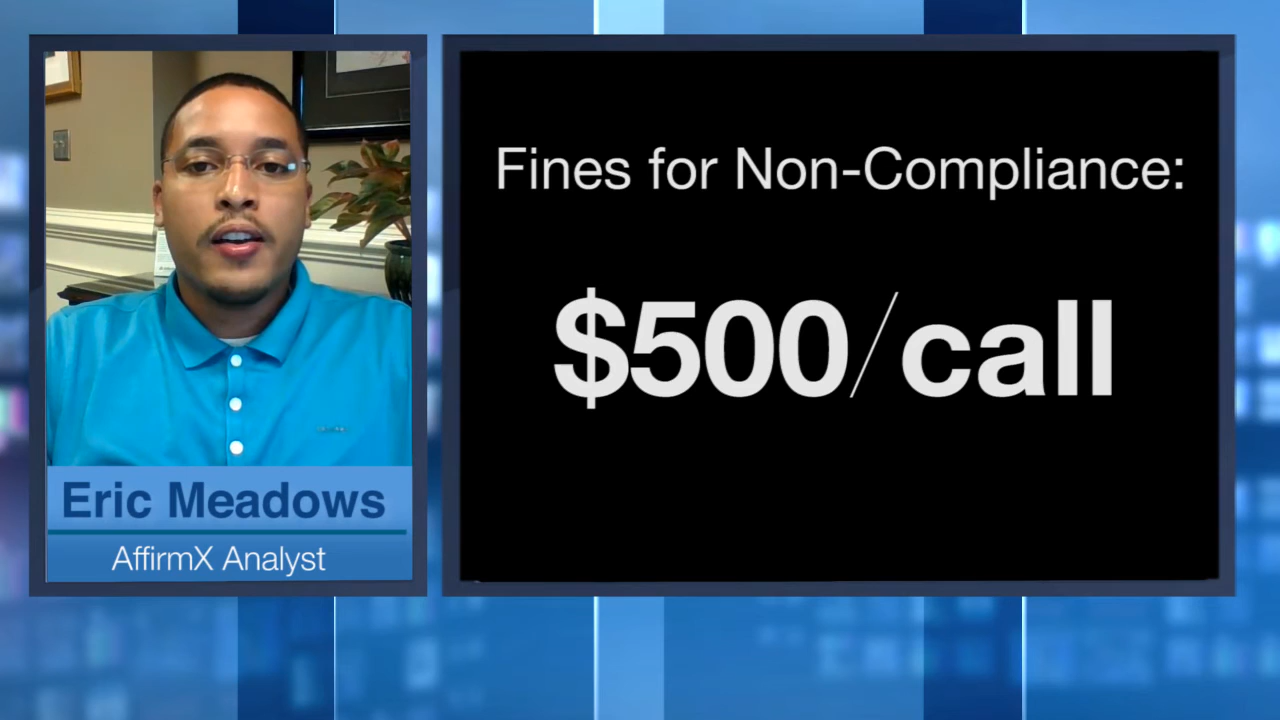 Fines for Non-Compliance:
$500/call
Eric Meadows
AffirmX Analyst